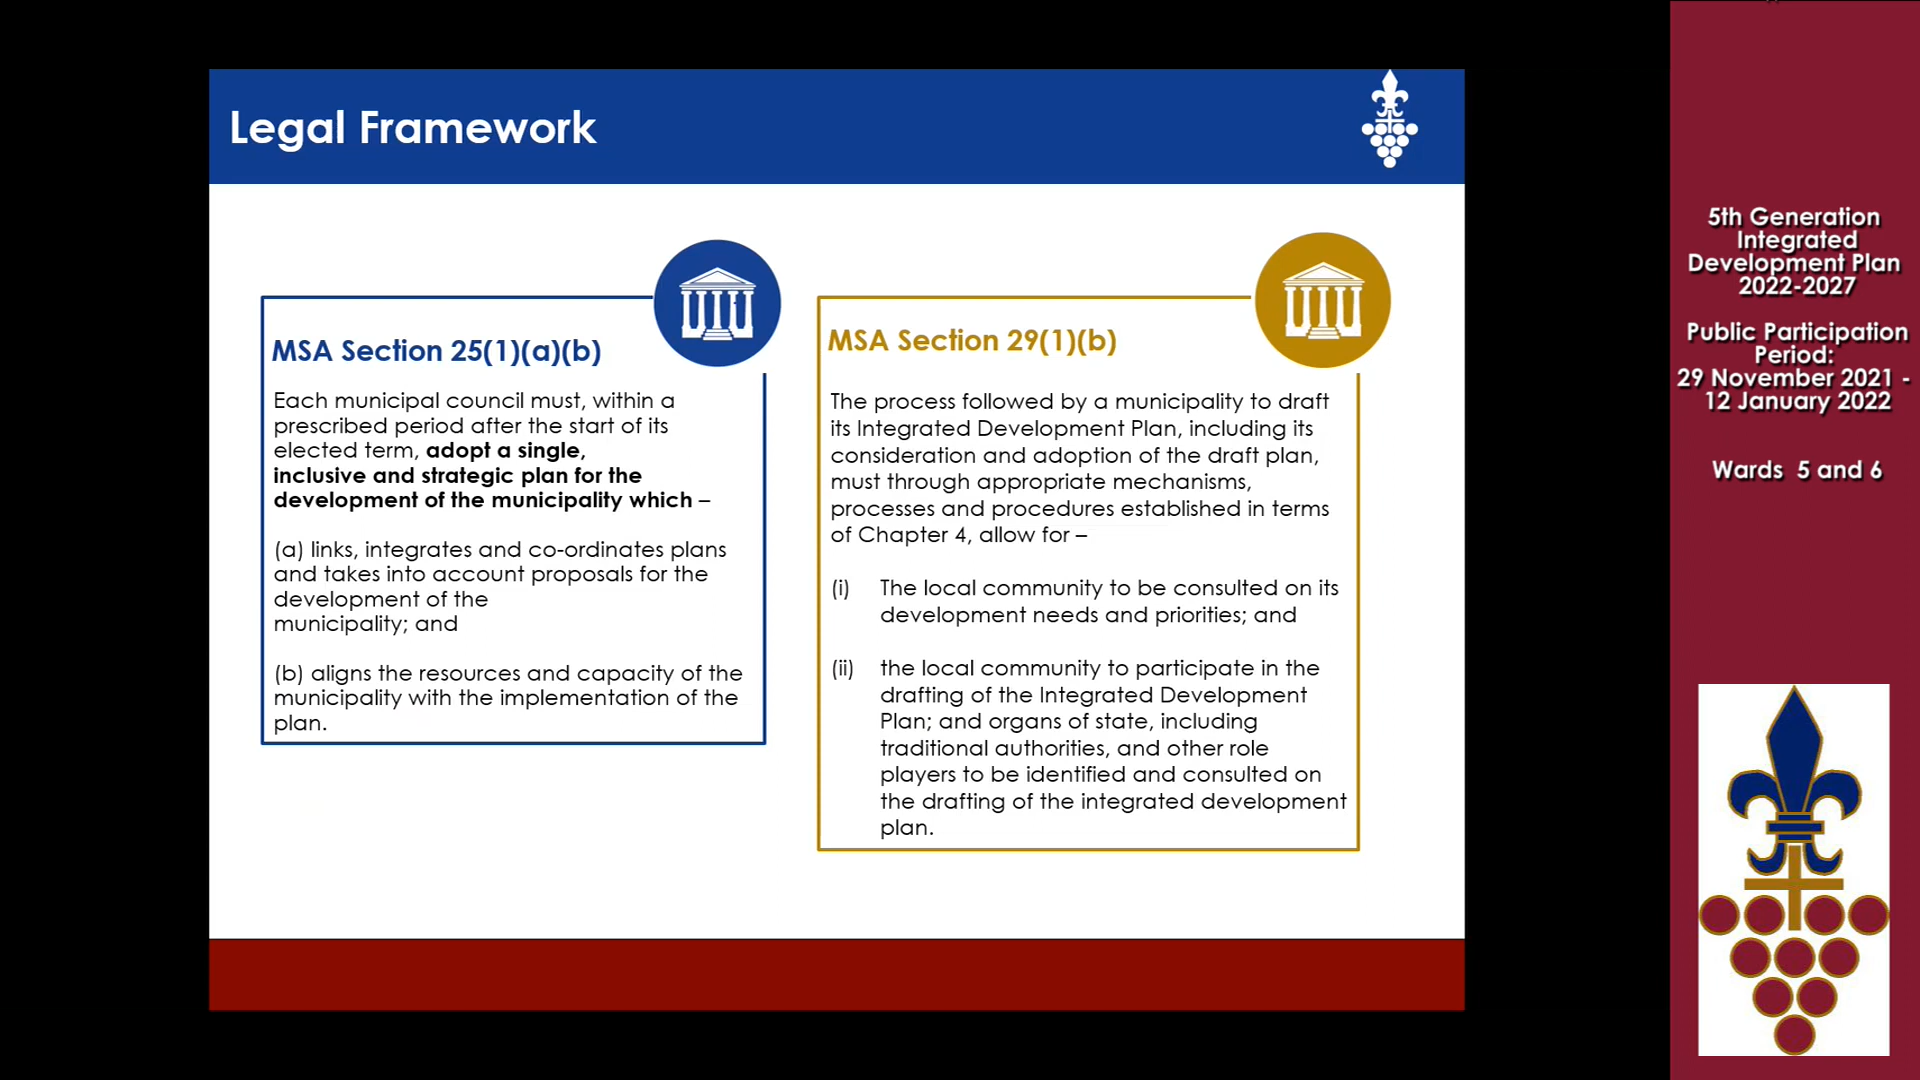 Legal Framework
MSA Section 25(1)(a)(b)
Each municipal council must, within a
prescribed period after the start of its
elected term, adopt a single,
inclusive and strategic plan for the
development of the municipality which –
(a) links, integrates and co-ordinates plans
and takes into account proposals for the
development of the
municipality; and
(b) aligns the resources and capacity of the
municipality with the implementation of the
plan.
MSA Section 29(1)(b)
The process followed by a municipality to draft
its Integrated Development Plan, including its
consideration and adoption of the draft plan,
must through appropriate mechanisms,
processes and procedures established in terms
of Chapter 4, allow for –
(i) The local community to be consulted on its
development needs and priorities; and
(ii) the local community to participate in the
drafting of the Integrated Development
Plan; and organs of state, including
traditional authorities, and other role
players to be identified and consulted on
the drafting of the integrated development
plan.
5th Generation
Integrated
Development Plan
2022-2027
Public Participation
Period:
29 November 2021 -
12 January 2022
Wards 5 and 6